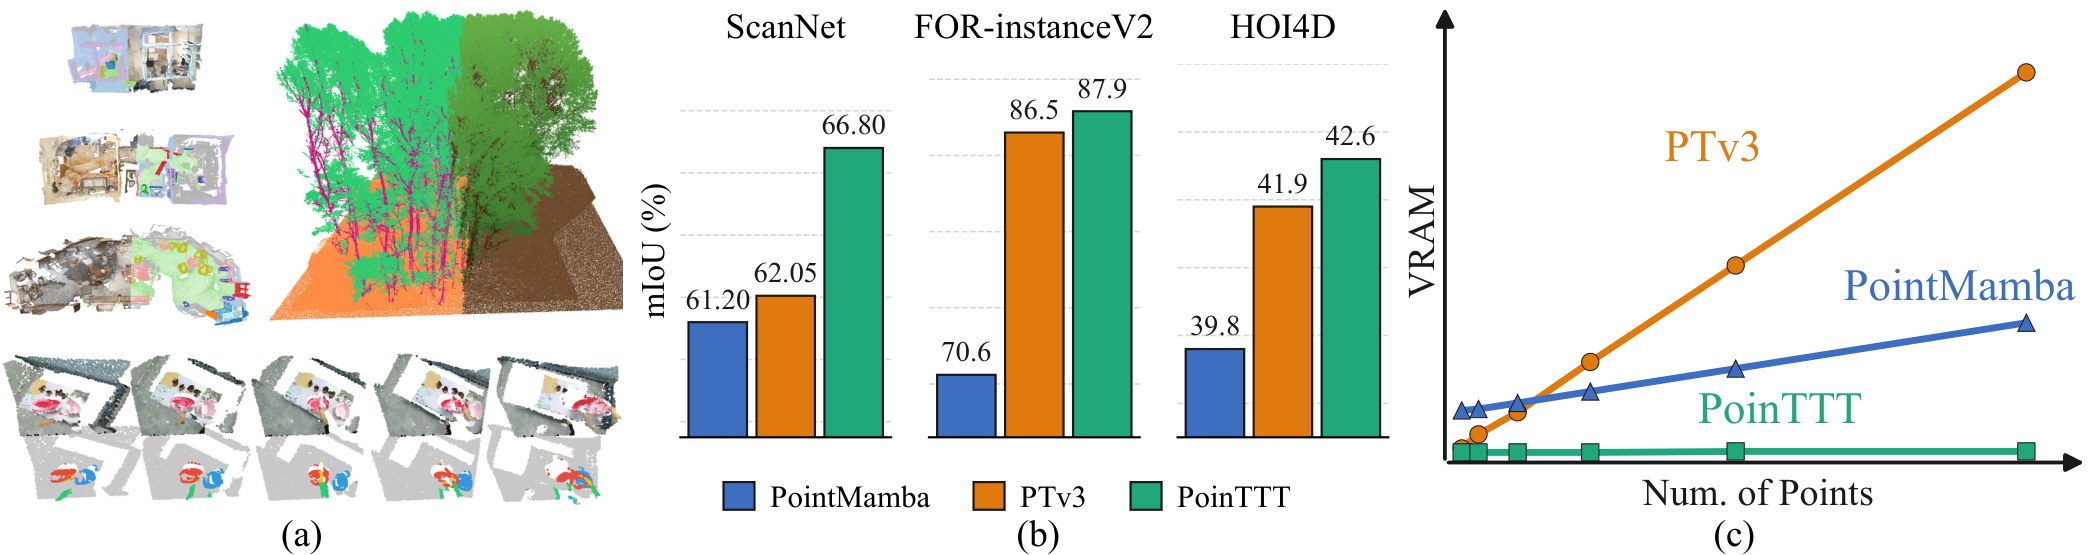 ScanNet
FOR-instanceV2
HOI4D
mIoU (%)
61.20
62.05
66.80
70.6
86.5
87.9
39.8
41.9
42.6
PointMamba
PTv3
PoinTTT
VRAM
PTv3
PointMamba
PoinTTT
Num. of Points
(a)
(b)
(c)